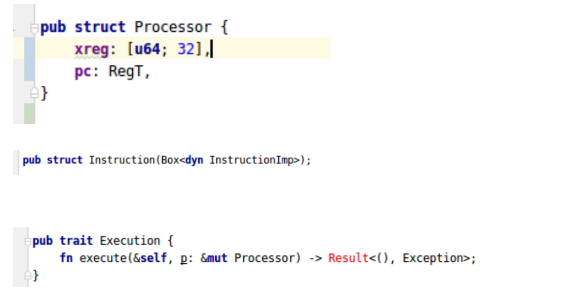 pub struct Processor {
    xreg: [u64; 32],
    pc: RegT,
}
pub struct Instruction(Box<dyn InstructionImp>);
pub trait Execution {
    fn execute(&self, p: &mut Processor) -> Result<(), Exception>;
}